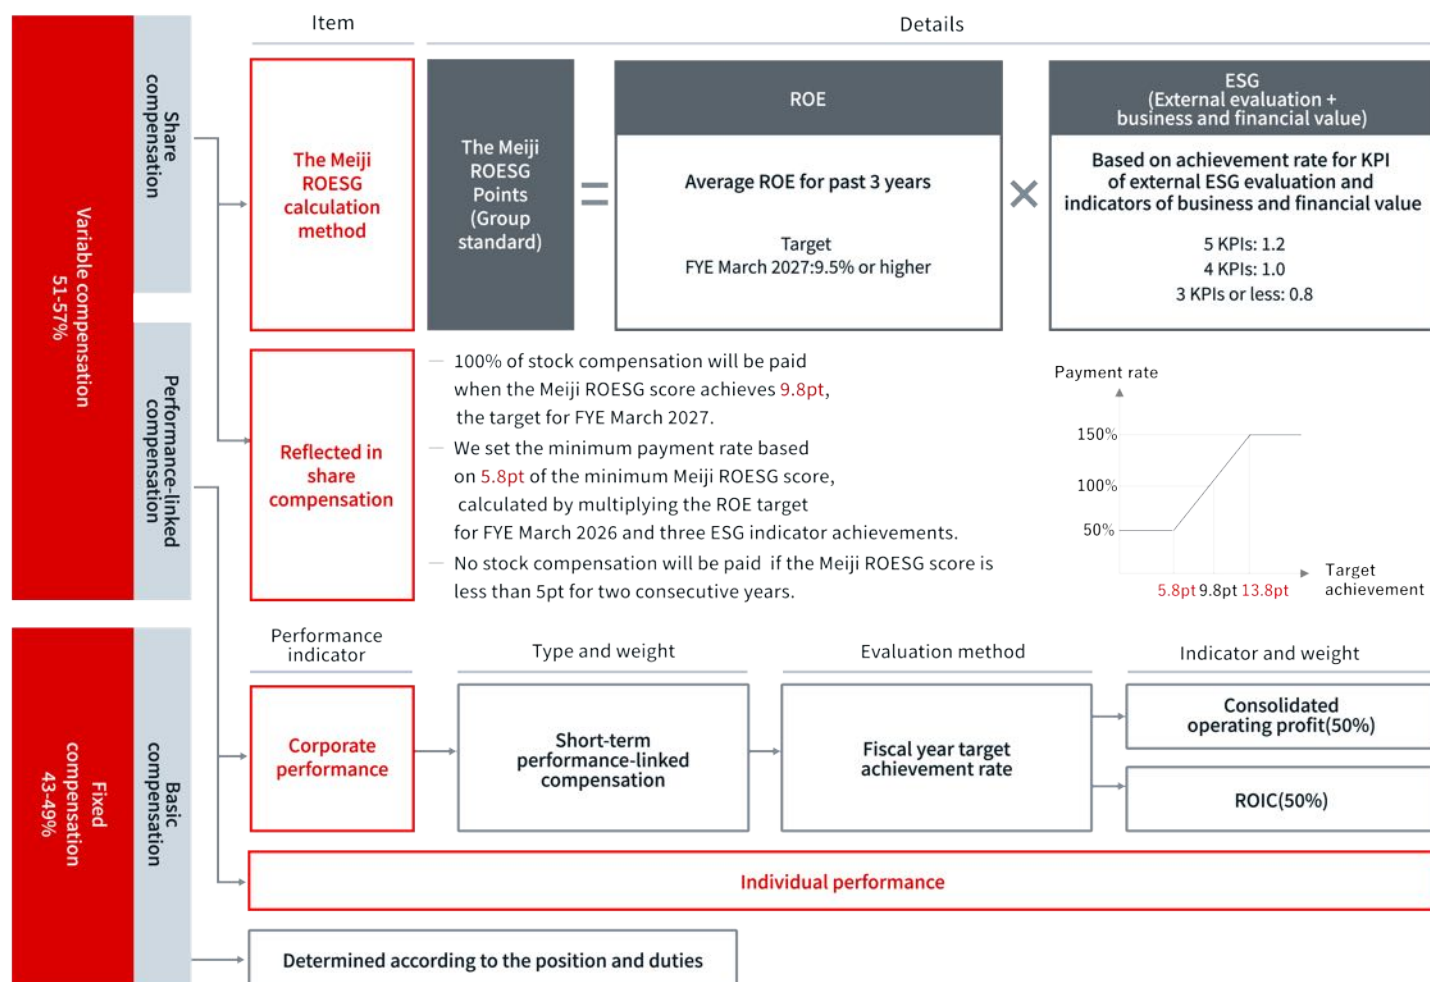 Item
Details
Variable compensation
51-57%
Share
compensation
The Meiji
ROESG
calculation
method
The Meiji
ROESG
Points
(Group
standard)
=
ROE
Average ROE for past 3 years
Target
FYE March 2027:9.5% or higher
×
ESG
(External evaluation +
business and financial value)
Based on achievement rate for KPI
of external ESG evaluation and
indicators of business and financial value
5 KPIs: 1.2
4 KPIs: 1.0
3 KPIs or less: 0.8
Performance-linked
compensation
Reflected in
share
compensation
— 100% of stock compensation will be paid
when the Meiji ROESG score achieves 9.8pt,
the target for FYE March 2027.
— We set the minimum payment rate based
on 5.8pt of the minimum Meiji ROESG score,
calculated by multiplying the ROE target
for FYE March 2026 and three ESG indicator achievements.
— No stock compensation will be paid if the Meiji ROESG score is
less than 5pt for two consecutive years.
Payment rate
150%
100%
50%
5.8pt 9.8pt 13.8pt
Target
achievement
Performance
indicator
Type and weight
Evaluation method
Indicator and weight
Corporate
performance
Short-term
performance-linked
compensation
Fiscal year target
achievement rate
Consolidated
operating profit(50%)
ROIC(50%)
Individual performance
Fixed
compensation
43-49%
Basic
compensation
Determined according to the position and duties